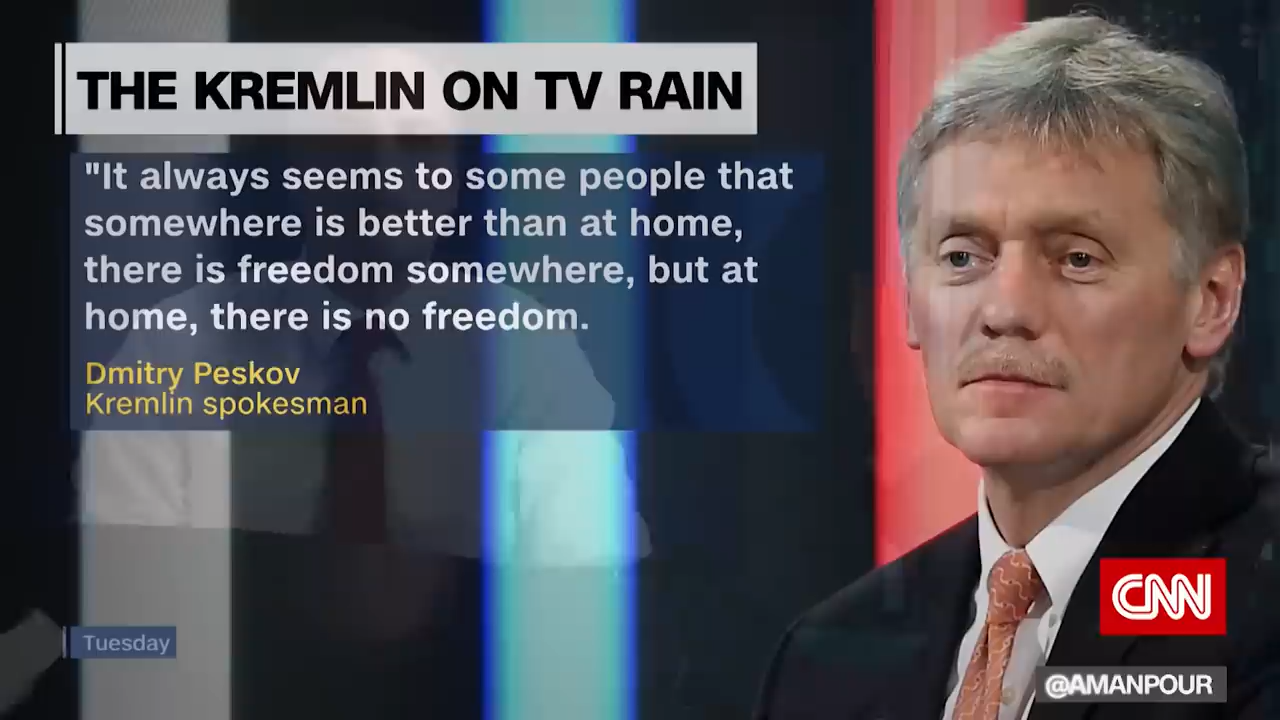 THE KREMLIN ON TV RAIN
"It always seems to some people that
somewhere is better than at home,
there is freedom somewhere, but at
home, there is no freedom.
Dmitry Peskov
Kremlin spokesman
Tuesday
CNN
@AMANPOUR